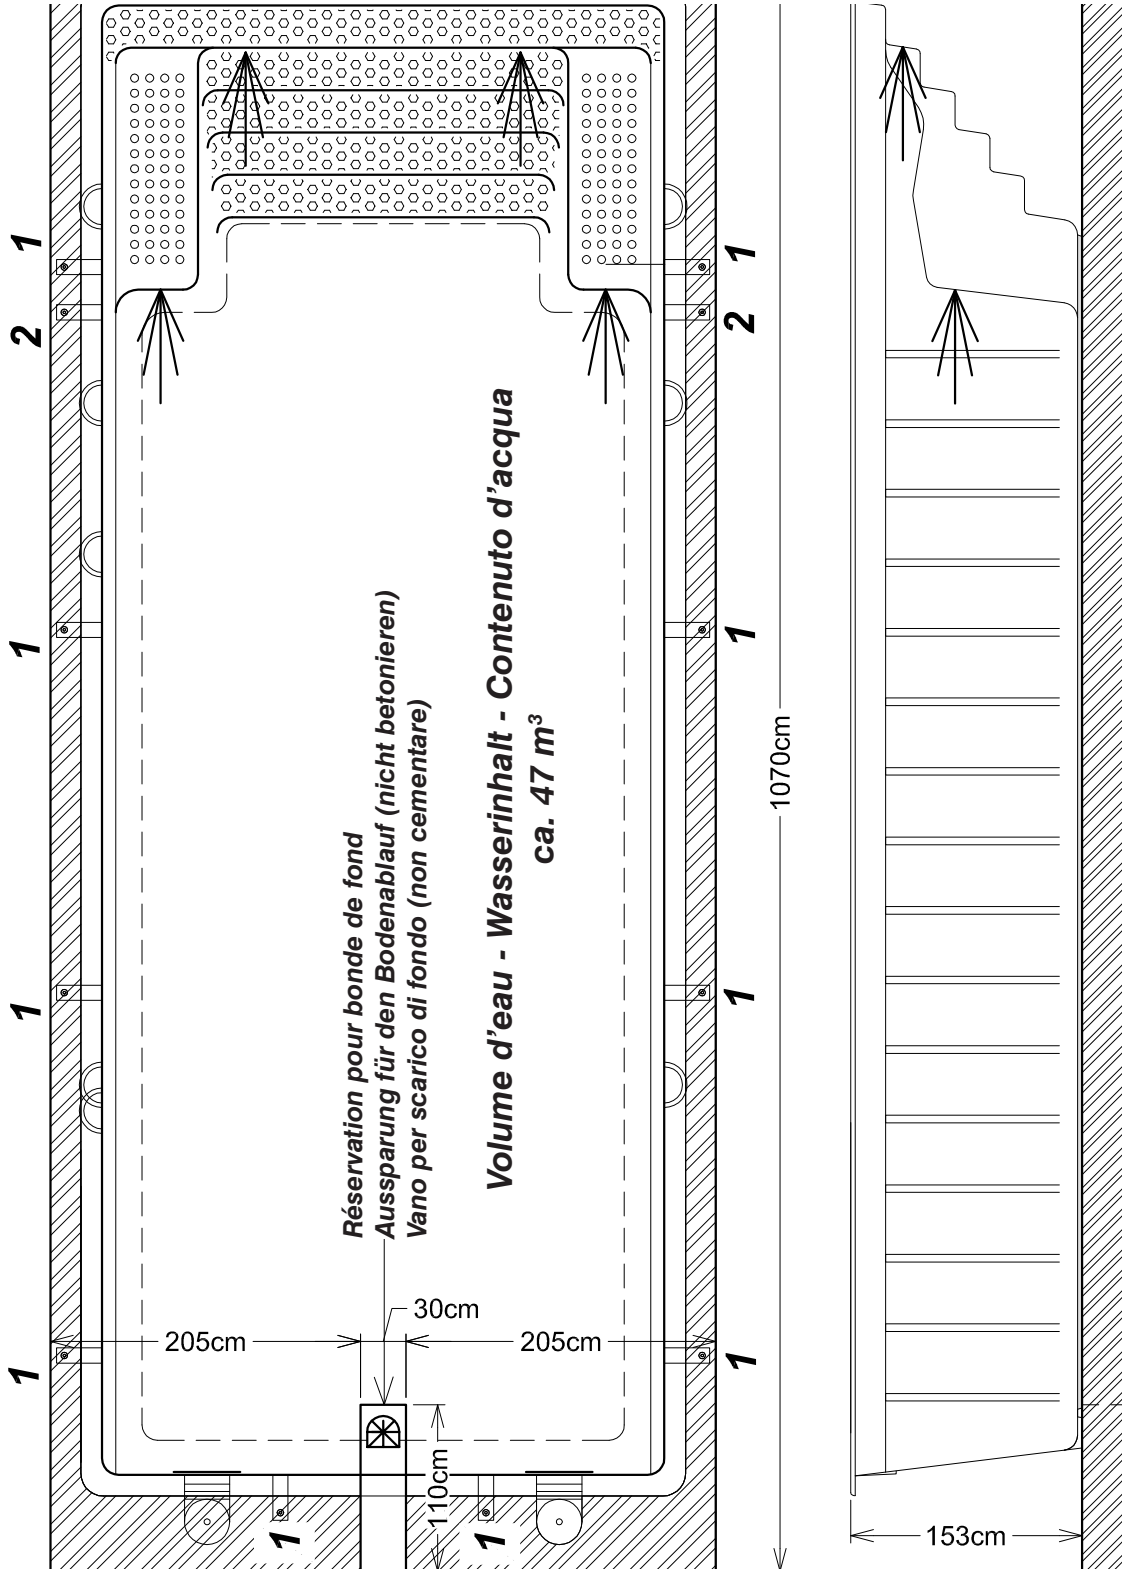 1
2
1
1
1
1
2
1
1
1
Réservation pour bonde de fond
Aussparung für den Bodenablauf (nicht betonieren)
Vano per scarico di fondo (non cementare)
Volume d'eau - Wasserinhalt - Contenuto d'acqua
ca. 47 m³
1070cm
30cm
205cm
205cm
110cm
153cm
1
1